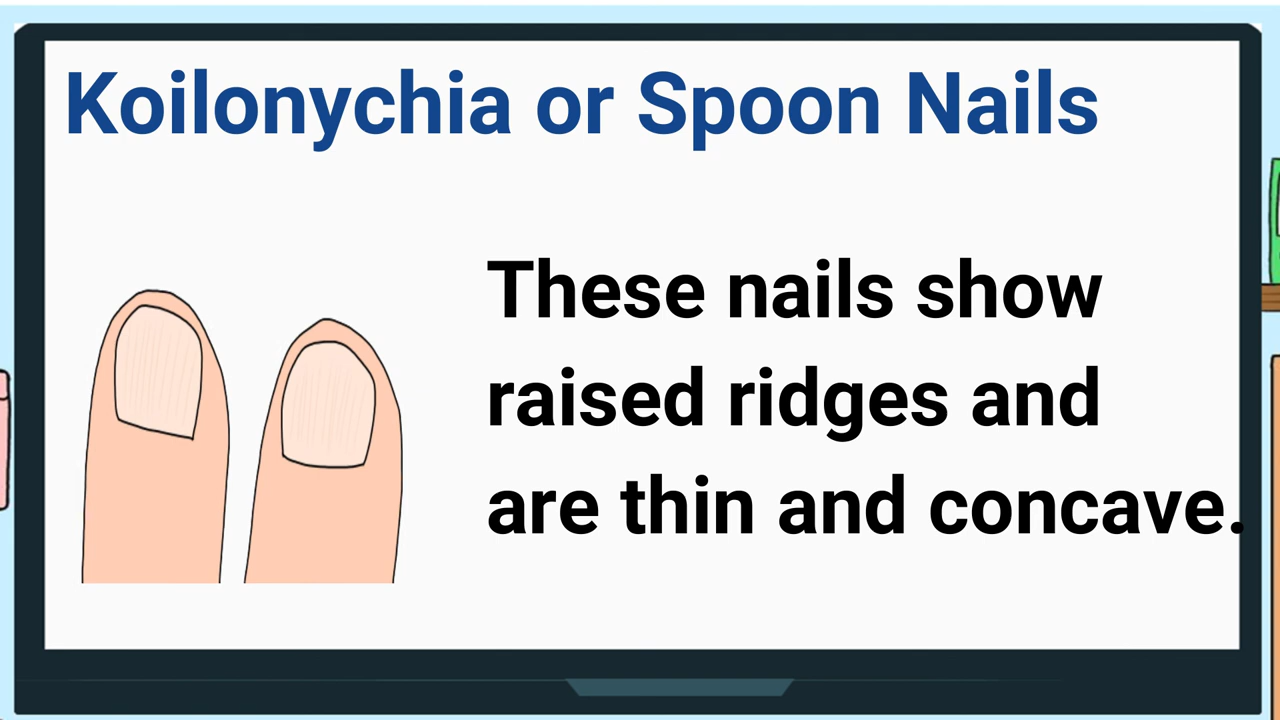 Koilonychia or Spoon Nails
These nails show
raised ridges and
are thin and concave.